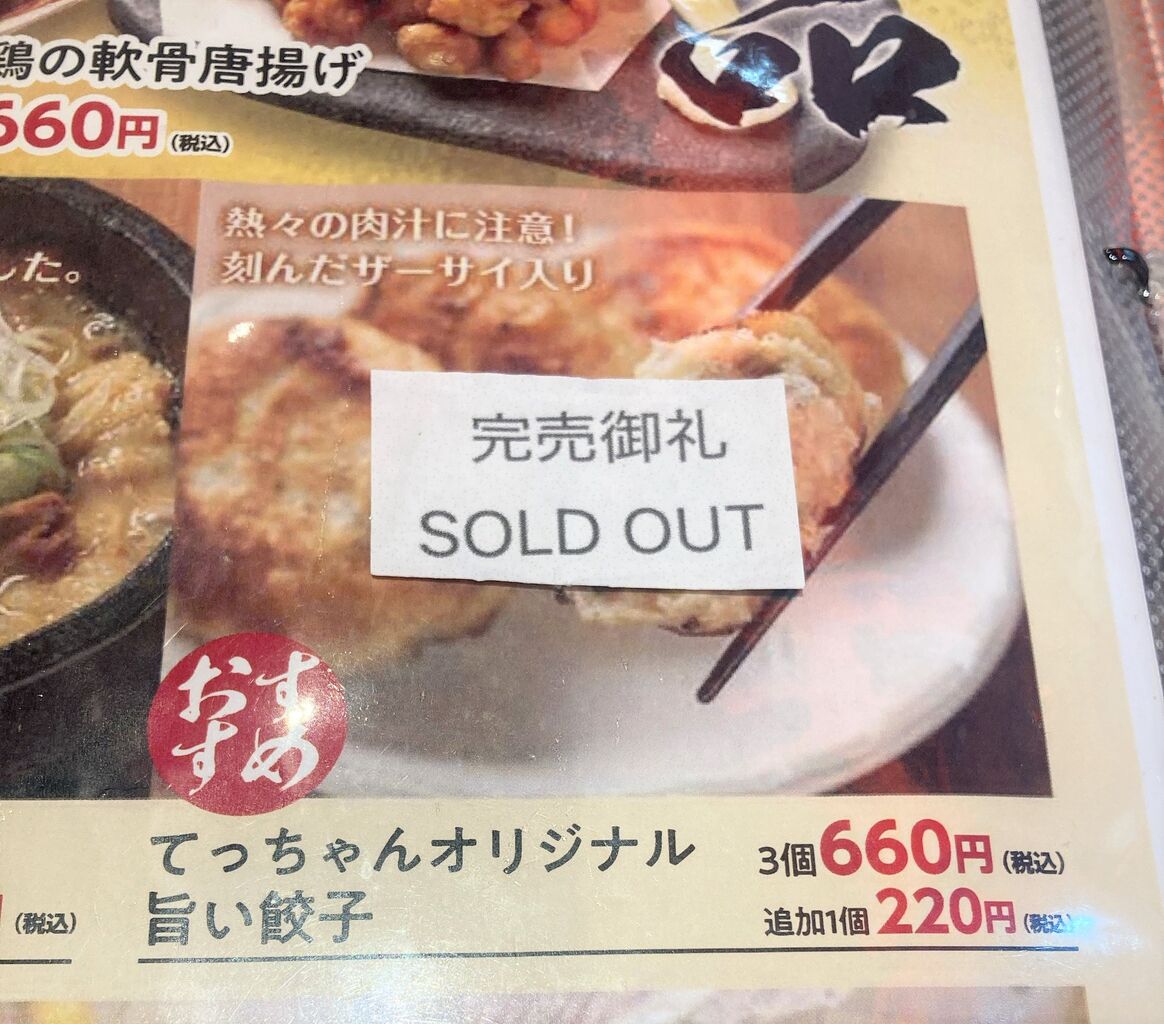 鶏の軟骨唐揚げ
660円(税込)
した。
熱々の肉汁に注意!
刻んだザーサイ入り
完売御礼
SOLD OUT
おすすめ
てっちゃんオリジナル
旨い餃子
3個660円(税込)
追加1個220円(税込)
(税込)